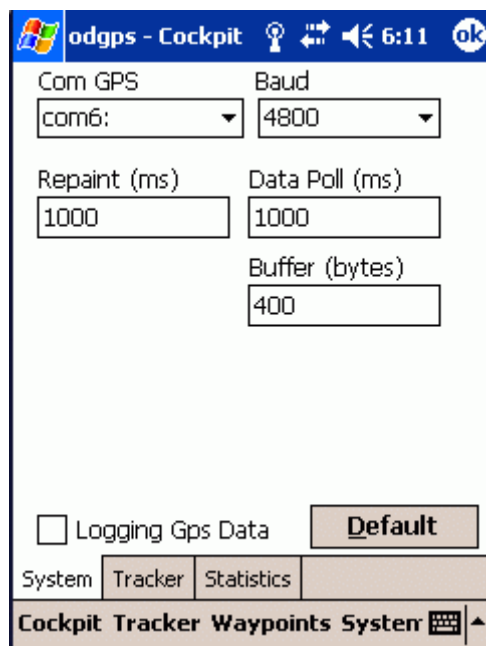 odgps - Cockpit 6:11 ok
Com GPS Baud
com6: 4800
Repaint (ms) Data Poll (ms)
1000 1000
Buffer (bytes)
400
Logging Gps Data Default
System Tracker Statistics
Cockpit Tracker Waypoints System